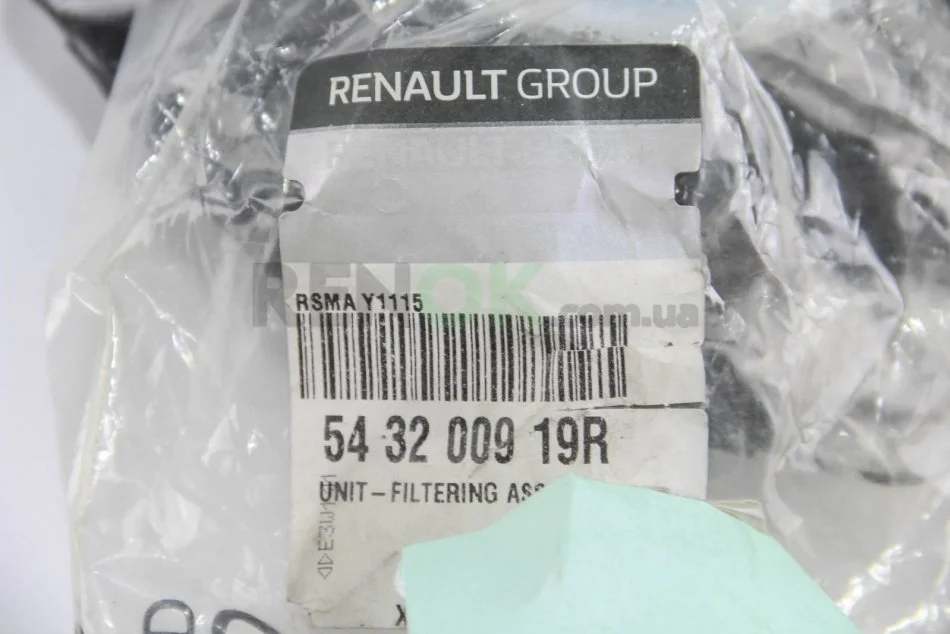 RENAULT GROUP
RENOK.com.ua
RSMA Y1115
54 32 009 19R
UNIT-FILTERING ASS
X